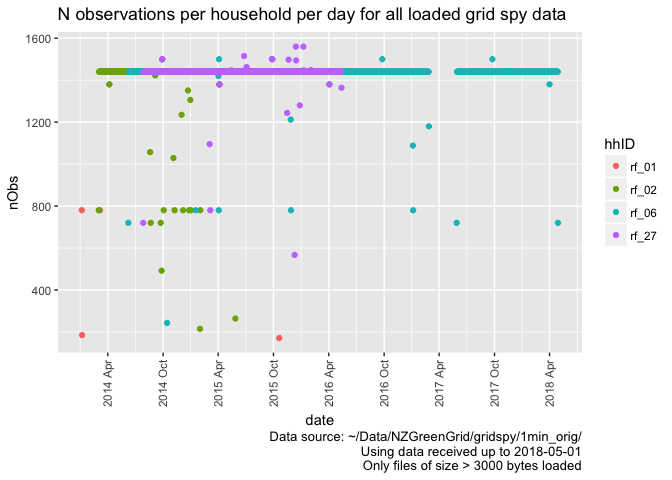 N observations per household per day for all loaded grid spy data
1600
1200
800
400
nObs
2014 Apr
2014 Oct
2015 Apr
2015 Oct
2016 Apr
2016 Oct
2017 Apr
2017 Oct
2018 Apr
date
hhID
rf_01
rf_02
rf_06
rf_27
Data source: ~/Data/NZGreenGrid/gridspy/1min_orig/
Using data received up to 2018-05-01
Only files of size > 3000 bytes loaded